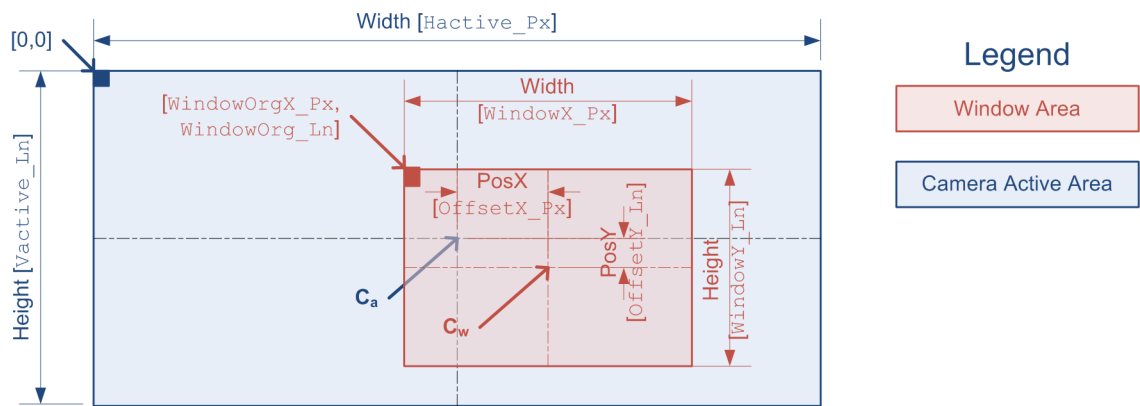 Width [Hactive_Px]
[0,0]
Legend
Width
[WindowX_Px]
[WindowOrgX_Px,
WindowOrg_Ln]
Window Area
PosX
[OffsetX_Px]
Camera Active Area
PosY
[OffsetY_Ln]
Height
[WindowY_Ln]
Height [Vactive_Ln]
Ca
Cw